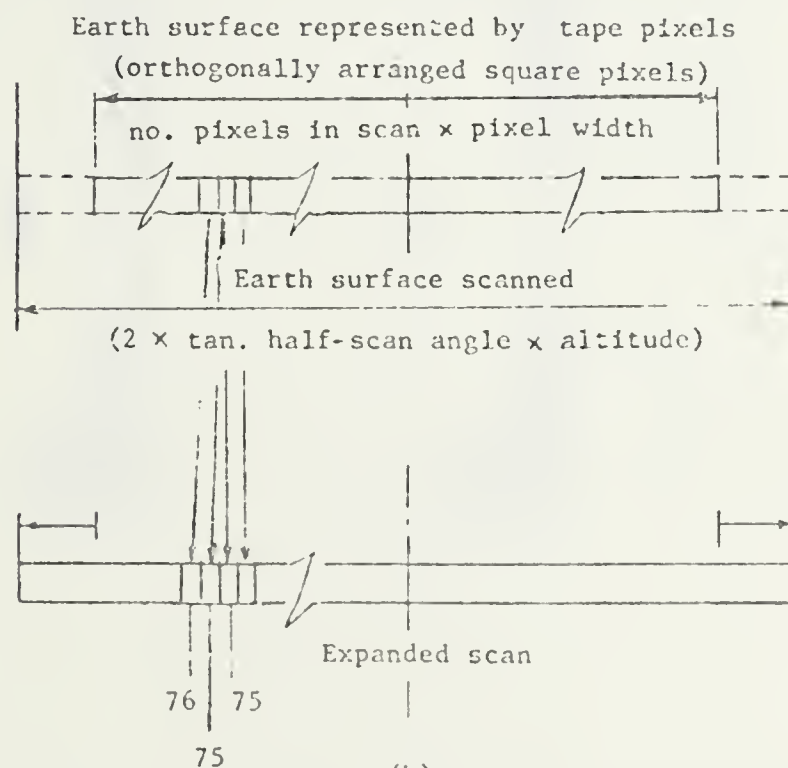 Earth surface represented by tape pixels
(orthogonally arranged square pixels)
no. pixels in scan × pixel width
Earth surface scanned
(2 × tan. half-scan angle × altitude)
Expanded scan
76 75
75